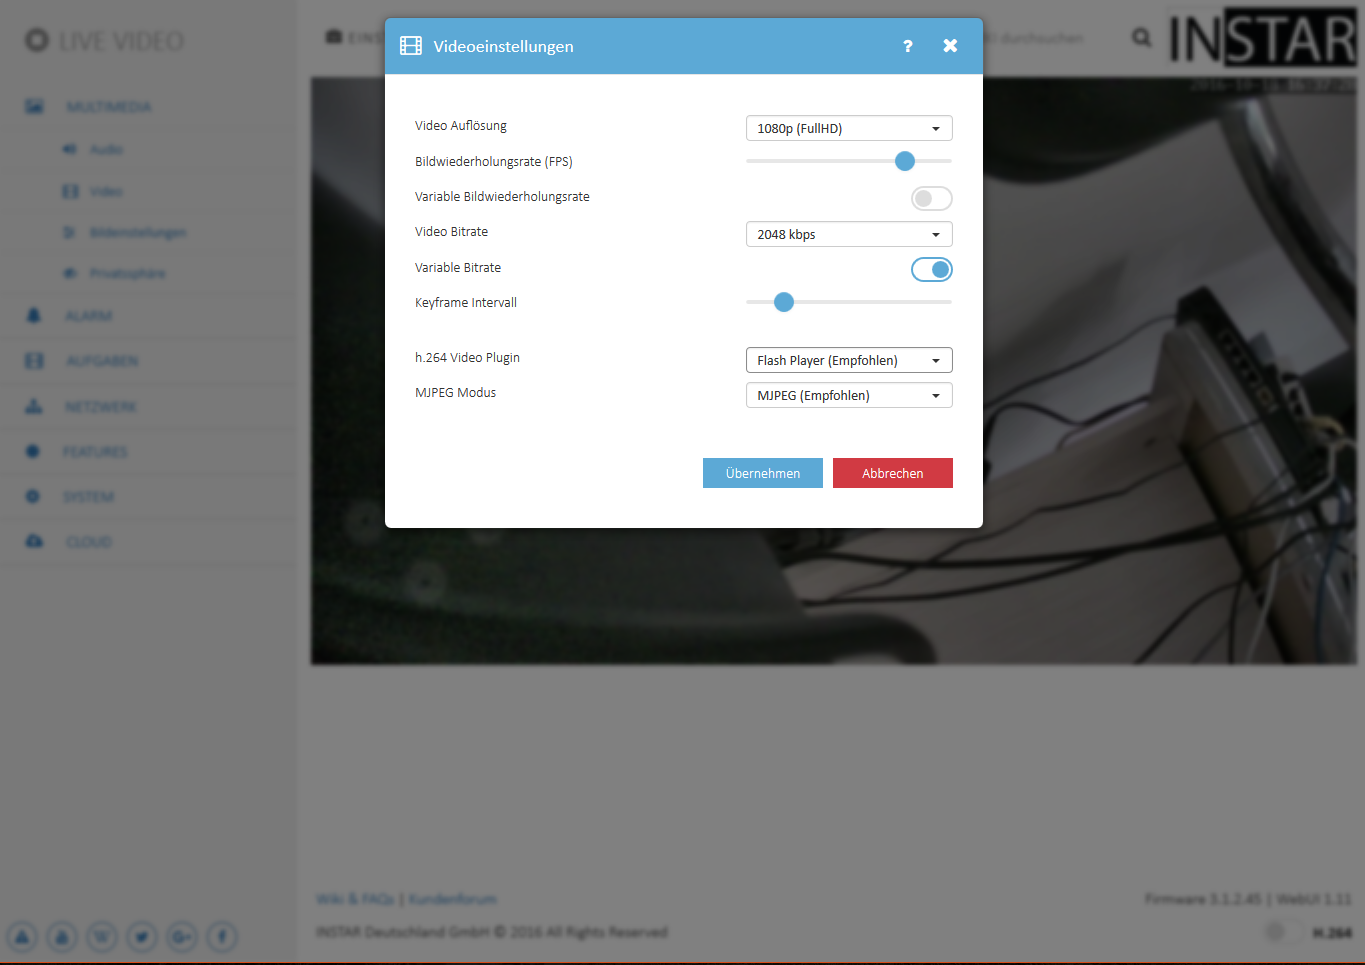 LIVE VIDEO
MULTIMEDIA
Audio
Video
Bildeinstellungen
Privatsphäre
ALARM
AUFGABEN
NETZWERK
FEATURES
SYSTEM
CLOUD
durchsuchen
INSTAR
Videoeinstellungen ?
Video Auflösung 1080p (FullHD)
Bildwiederholungsrate (FPS)
Variable Bildwiederholungsrate
Video Bitrate 2048 kbps
Variable Bitrate
Keyframe Intervall
h.264 Video Plugin Flash Player (Empfohlen)
MJPEG Modus MJPEG (Empfohlen)
Übernehmen Abbrechen
Wiki & FAQs | Kundenforum
Firmware 3.1.2.45 | WebUI 1.11
INSTAR Deutschland GmbH © 2016 All Rights Reserved
H.264